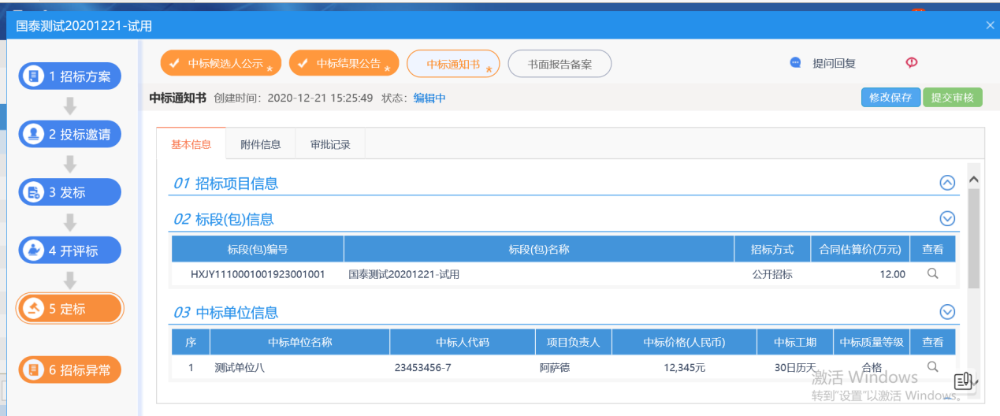 国泰测试20201221-试用
1 招标方案
2 投标邀请
3 发标
4 开评标
5 定标
6 招标异常
中标候选人公示 * 中标结果公告 * 中标通知书 * 书面报告备案 提问回复
中标通知书 创建时间：2020-12-21 15:25:49 状态：编辑中 修改保存 提交审核
基本信息 附件信息 审批记录
01 招标项目信息
02 标段(包)信息
标段(包)编号 标段(包)名称 招标方式 合同估算价(万元) 查看
HXJY1110001001923001001 国泰测试20201221-试用 公开招标 12.00
03 中标单位信息
序 中标单位名称 中标人代码 项目负责人 中标价格(人民币) 中标工期 中标质量等级 查看
1 测试单位八 23453456-7 阿萨德 12,345元 30日历天 合格
激活 Windows
转到"设置"以激活 Windows。